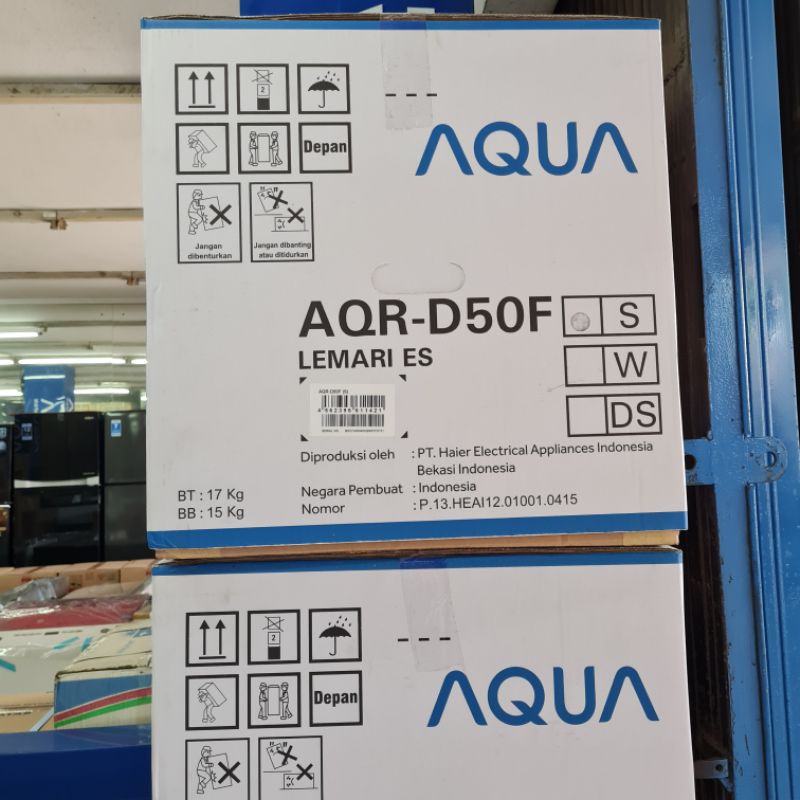 2
Depan
AQUA
Jangan
dibenturkan
Jangan dibanting
atau ditidurkan
AQR-D50F
S
LEMARI ES
W
DS
AQR-D50F (S)
Diproduksi oleh : PT. Haier Electrical Appliances Indonesia
Bekasi Indonesia
BT : 17 Kg
Negara Pembuat : Indonesia
BB : 15 Kg
Nomor : P.13.HEAI12.01001.0415
2
Depan
AQUA